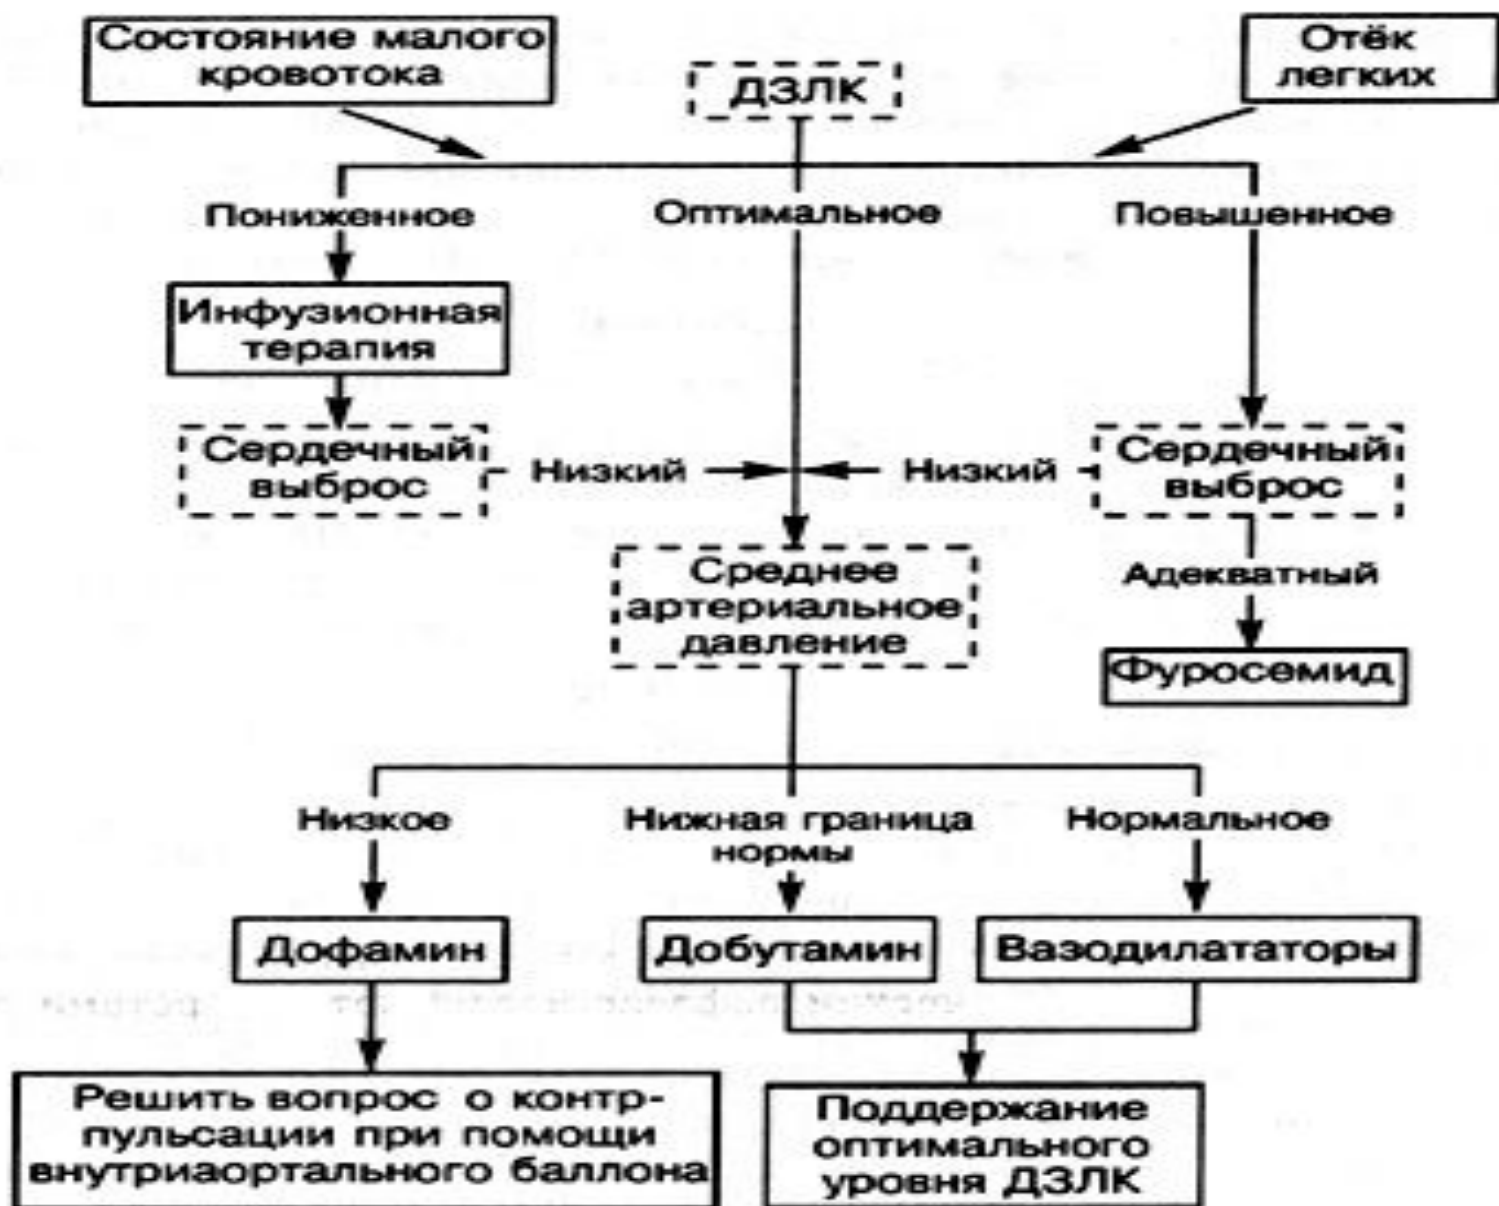 Состояние малого
кровотока
ДЗЛК
Отёк
легких
Пониженное
Оптимальное
Повышенное
Инфузионная
терапия
Сердечный
выброс
Низкий
Низкий
Сердечный
выброс
Среднее
артериальное
давление
Адекватный
Фуросемид
Низкое
Нижная граница
нормы
Нормальное
Дофамин
Добутамин
Вазодилататоры
Решить вопрос о контр-
пульсации при помощи
внутриаортального баллона
Поддержание
оптимального
уровня ДЗЛК